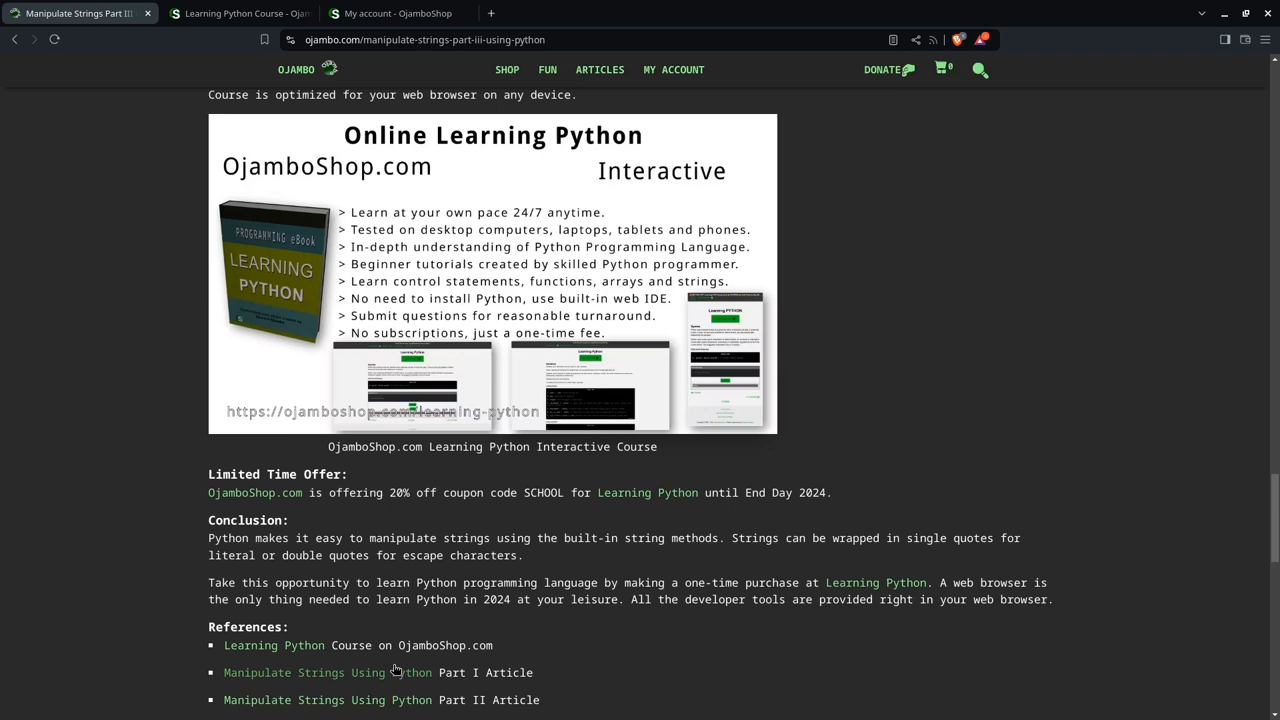 Manipulate Strings Part III
Learning Python Course - Ojam
My account - OjamboShop
ojambo.com/manipulate-strings-part-iii-using-python
OJAMBO SHOP FUN ARTICLES MY ACCOUNT DONATE 0
Course is optimized for your web browser on any device.
Online Learning Python
OjamboShop.com Interactive
PROGRAMMING eBook
LEARNING
PYTHON
> Learn at your own pace 24/7 anytime.
> Tested on desktop computers, laptops, tablets and phones.
> In-depth understanding of Python Programming Language.
> Beginner tutorials created by skilled Python programmer.
> Learn control statements, functions, arrays and strings.
> No need to install Python, use built-in web IDE.
> Submit questions for reasonable turnaround.
> No subscriptions, just a one-time fee.
Learning Python
Learning Python
Learning PYTHON
https://ojamboshop.com/learning-python
OjamboShop.com Learning Python Interactive Course
Limited Time Offer:
OjamboShop.com is offering 20% off coupon code SCHOOL for Learning Python until End Day 2024.
Conclusion:
Python makes it easy to manipulate strings using the built-in string methods. Strings can be wrapped in single quotes for
literal or double quotes for escape characters.
Take this opportunity to learn Python programming language by making a one-time purchase at Learning Python. A web browser is
the only thing needed to learn Python in 2024 at your leisure. All the developer tools are provided right in your web browser.
References:
▪ Learning Python Course on OjamboShop.com
▪ Manipulate Strings Using Python Part I Article
▪ Manipulate Strings Using Python Part II Article